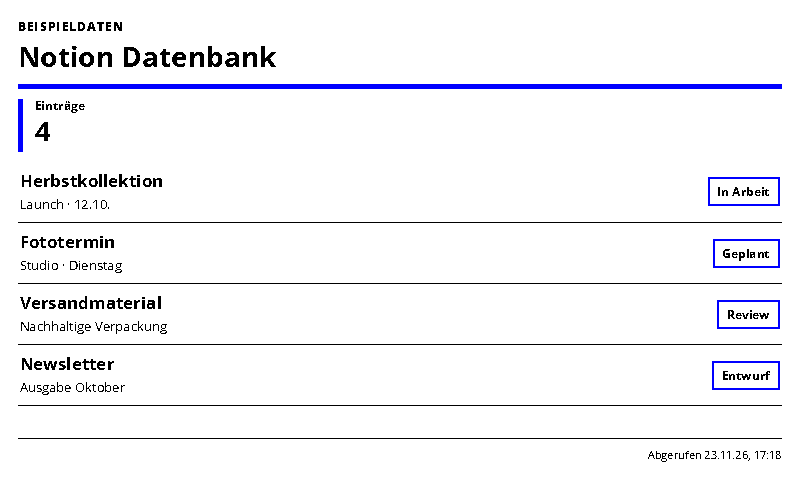 BEISPIELDATEN
Notion Datenbank
Einträge
4
Herbstkollektion
In Arbeit
Launch · 12.10.
Fototermin
Geplant
Studio · Dienstag
Versandmaterial
Review
Nachhaltige Verpackung
Newsletter
Entwurf
Ausgabe Oktober
Abgerufen 23.11.26, 17:18